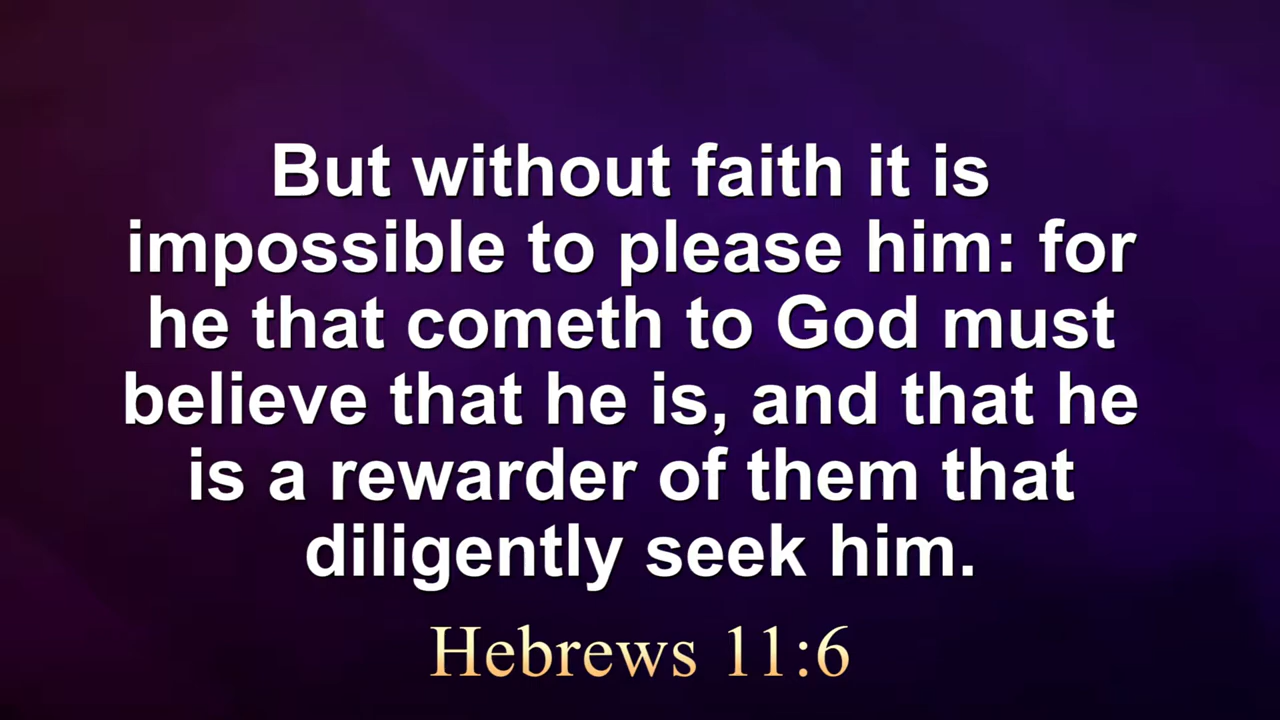 But without faith it is
impossible to please him: for
he that cometh to God must
believe that he is, and that he
is a rewarder of them that
diligently seek him.
Hebrews 11:6